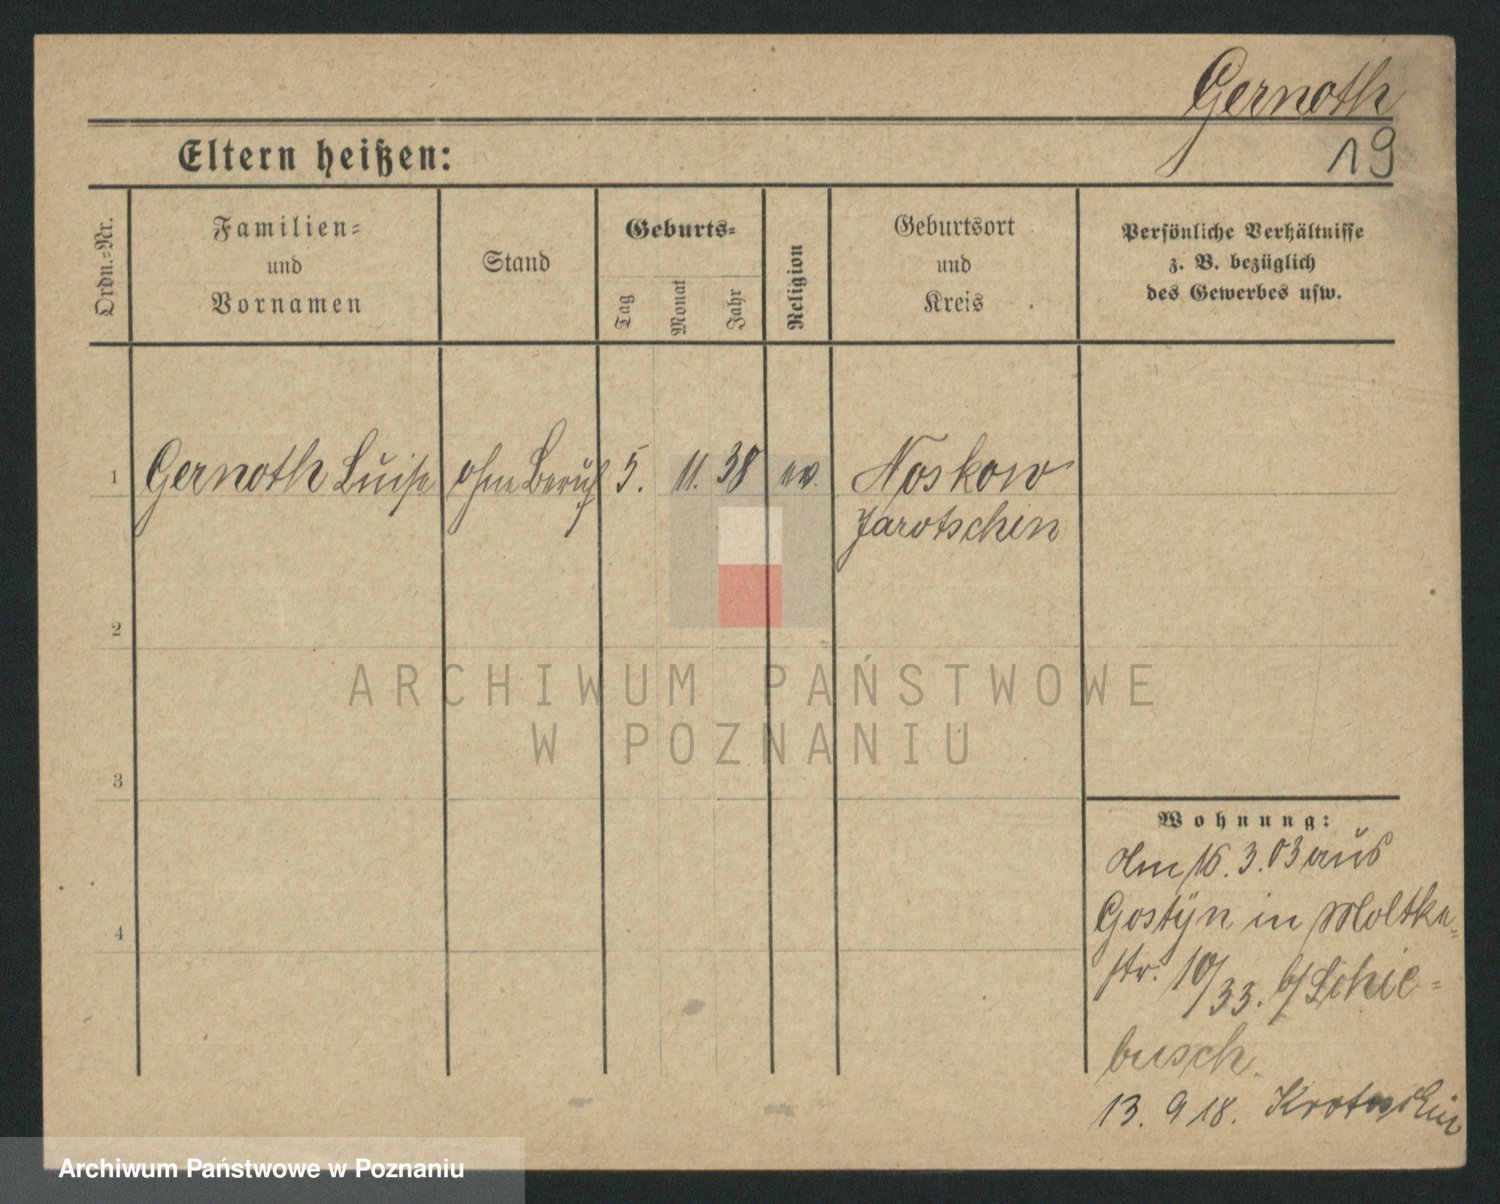 Gernoth
19
Eltern heißen:
Ordn.-Nr.
Familien-
und
Vornamen
Stand
Geburts-
Tag
Monat
Jahr
Religion
Geburtsort
und
Kreis
Persönliche Verhältnisse
z. B. bezüglich
des Gewerbes usw.
1 Gernoth Luise ohne Beruf 5. 11. 38 ev. Noskow
Jarotschin
2
3
4
Wohnung:
Am 16.3.03 aus
Gostyn in Moltke-
str. 10/33. b/ Schie-
busch.
13. 9 18. Krotoschin
ARCHIWUM PAŃSTWOWE
W POZNANIU
Archiwum Państwowe w Poznaniu